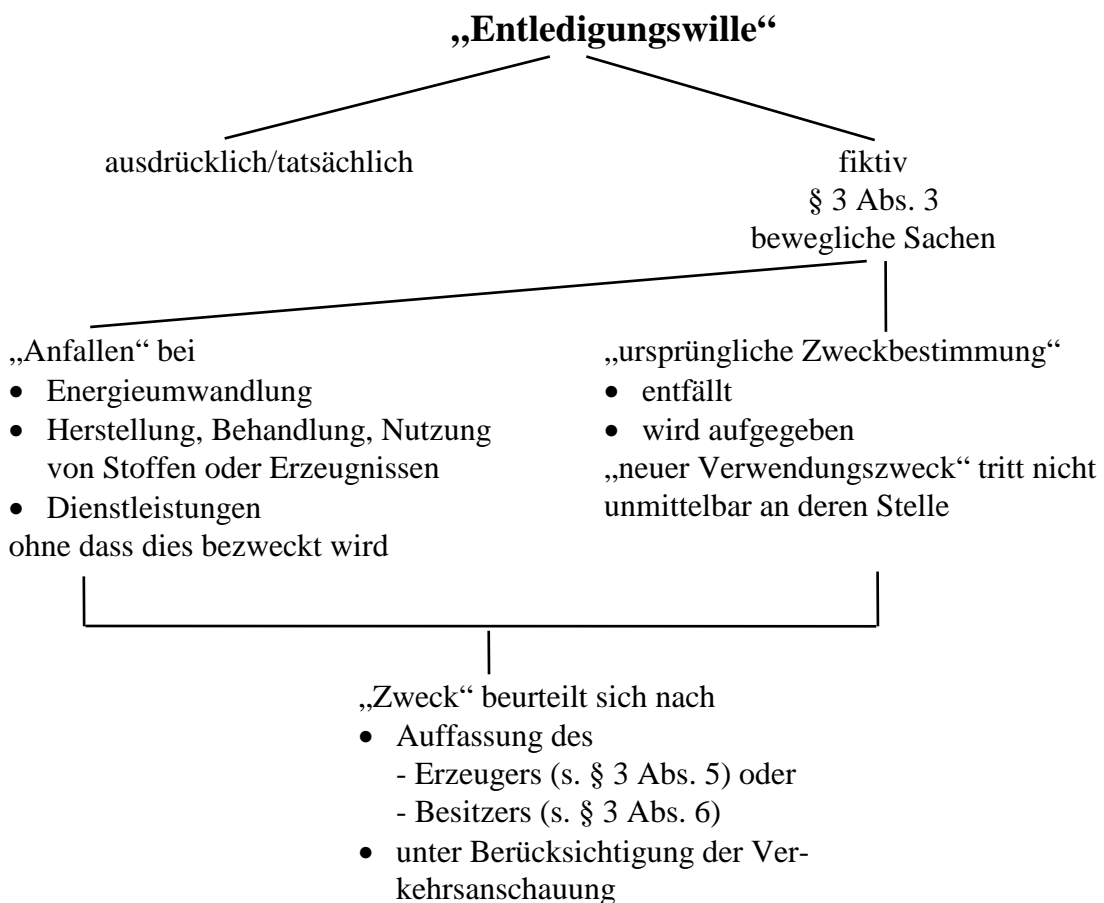 „Entledigungswille“
ausdrücklich/tatsächlich
fiktiv
§ 3 Abs. 3
bewegliche Sachen
„Anfallen“ bei
• Energieumwandlung
• Herstellung, Behandlung, Nutzung
von Stoffen oder Erzeugnissen
• Dienstleistungen
ohne dass dies bezweckt wird
„ursprüngliche Zweckbestimmung“
• entfällt
• wird aufgegeben
„neuer Verwendungszweck“ tritt nicht
unmittelbar an deren Stelle
„Zweck“ beurteilt sich nach
• Auffassung des
- Erzeugers (s. § 3 Abs. 5) oder
- Besitzers (s. § 3 Abs. 6)
• unter Berücksichtigung der Ver-
kehrsanschauung